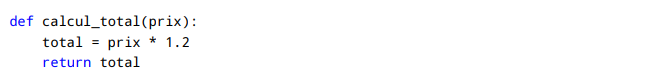 def calcul_total(prix):
    total = prix * 1.2
    return total